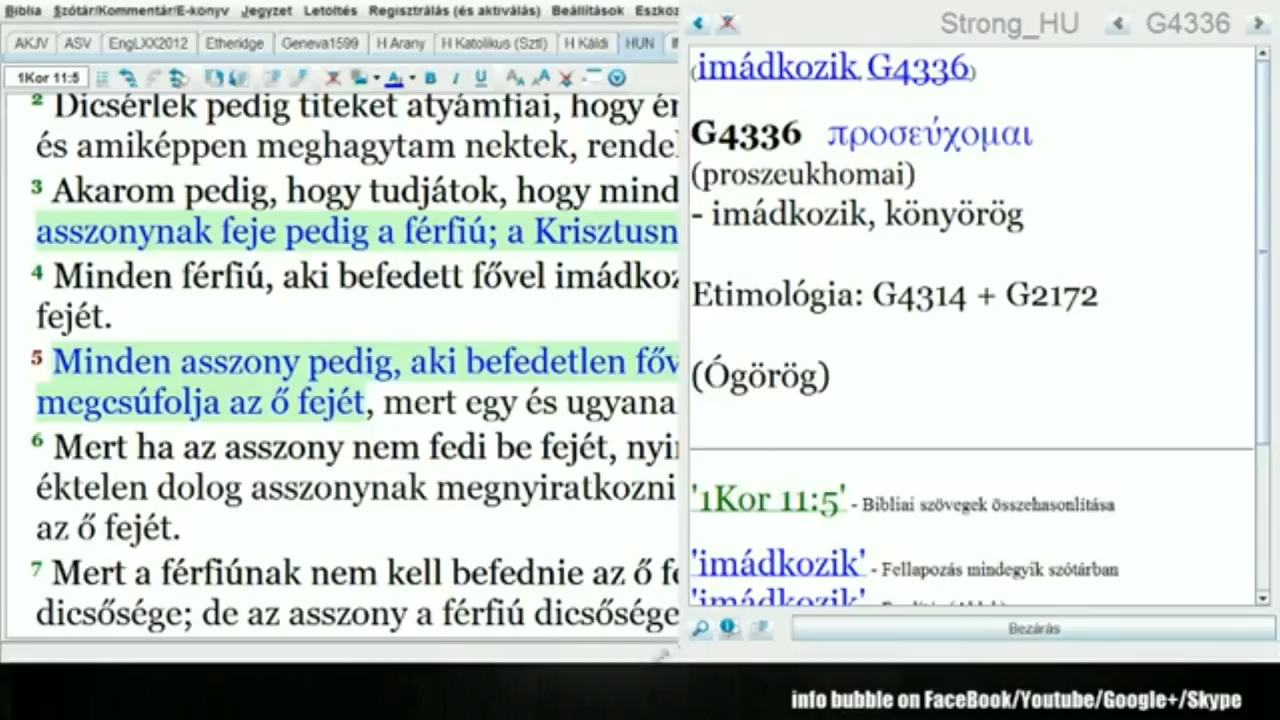 Biblia Szótár/Kommentár/E-könyv Jegyzet Letöltés Regisztrálás (és aktiválás) Beállítások Eszkö
AKJV ASV EngLXX2012 Etheridge Geneva1599 H Arany H Katolikus (Sztl) H Káldi HUN
1Kor 11:5
2 Dicsérlek pedig titeket atyámfiai, hogy én
és amiképpen meghagytam nektek, rendel
3 Akarom pedig, hogy tudjátok, hogy mind
asszonynak feje pedig a férfiú; a Krisztusn
4 Minden férfiú, aki befedett fővel imádkoz
fejét.
5 Minden asszony pedig, aki befedetlen főv
megcsúfolja az ő fejét, mert egy és ugyana
6 Mert ha az asszony nem fedi be fejét, nyi
éktelen dolog asszonynak megnyiratkozni
az ő fejét.
7 Mert a férfiúnak nem kell befednie az ő fe
dicsősége; de az asszony a férfiú dicsősége
Strong_HU G4336
(imádkozik G4336)
G4336 προσεύχομαι
(proszeukhomai)
- imádkozik, könyörög
Etimológia: G4314 + G2172
(Ógörög)
'1Kor 11:5' - Bibliai szövegek összehasonlítása
'imádkozik' - Fellapozás mindegyik szótárban
'imádkozik'
Bezárás
info bubble on FaceBook/Youtube/Google+/Skype